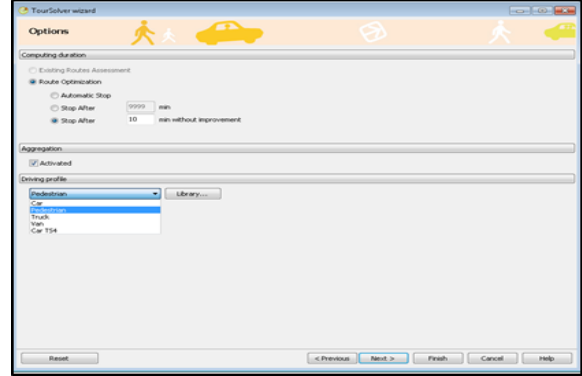 TourSolver wizard
Options
Computing duration
Existing Routes Assessment
Route Optimization
Automatic Stop
Stop After 9999 min
Stop After 10 min without improvement
Aggregation
Activated
Driving profile
Pedestrian Library...
Car
Pedestrian
Truck
Van
Car TS4
Reset < Previous Next > Finish Cancel Help